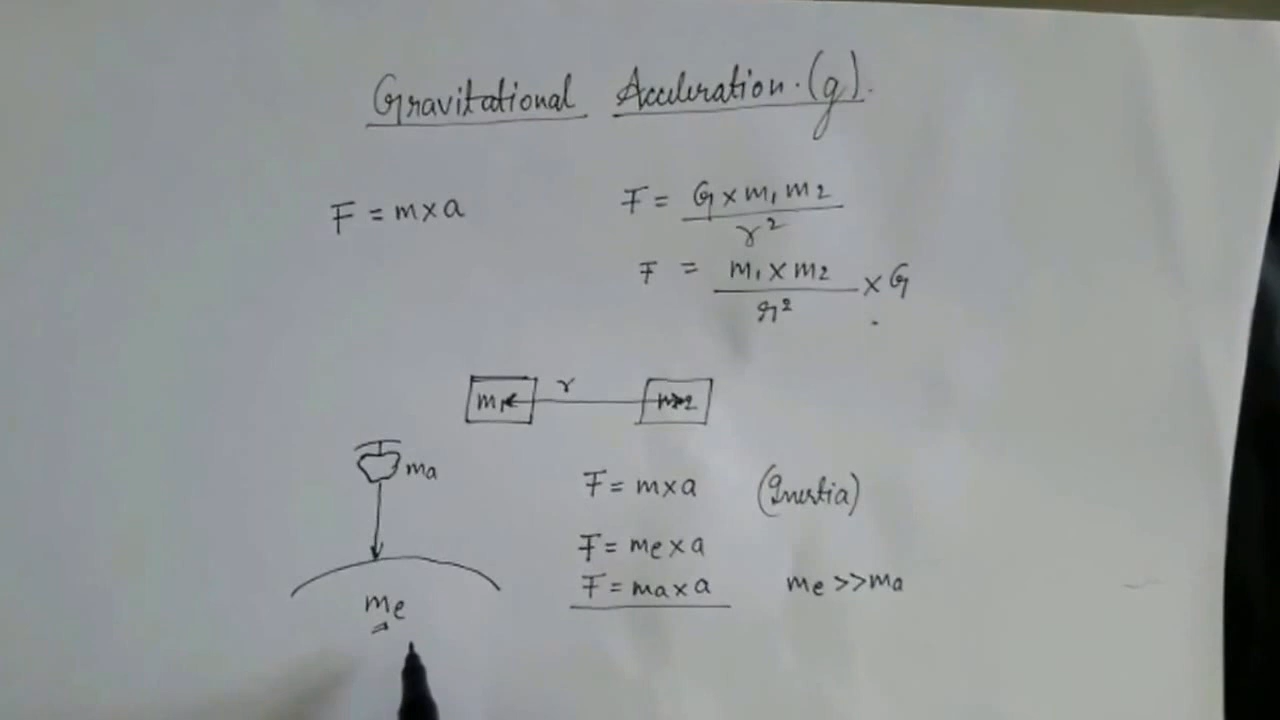 Gravitational Acceleration. (g).
F = m x a
F = G x m1 m2 / r²
F = m1 x m2 / r² x G
m1 r m2
ma
F = m x a (Inertia)
F = me x a
F = ma x a me >> ma
me